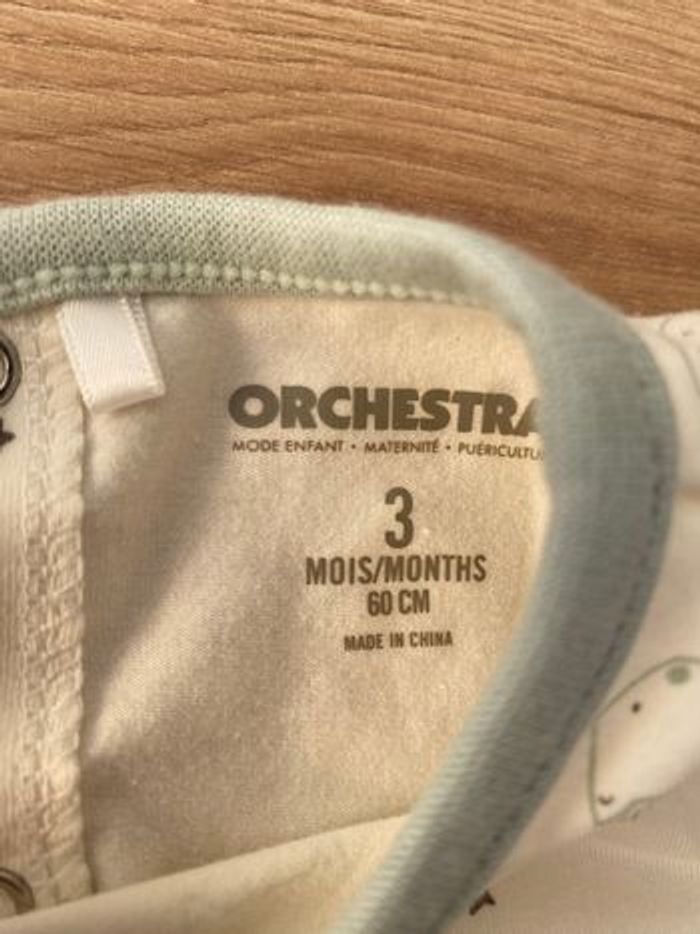 ORCHESTRA
MODE ENFANT • MATERNITÉ •
3
MOIS/MONTHS
60 CM
MADE IN CHINA